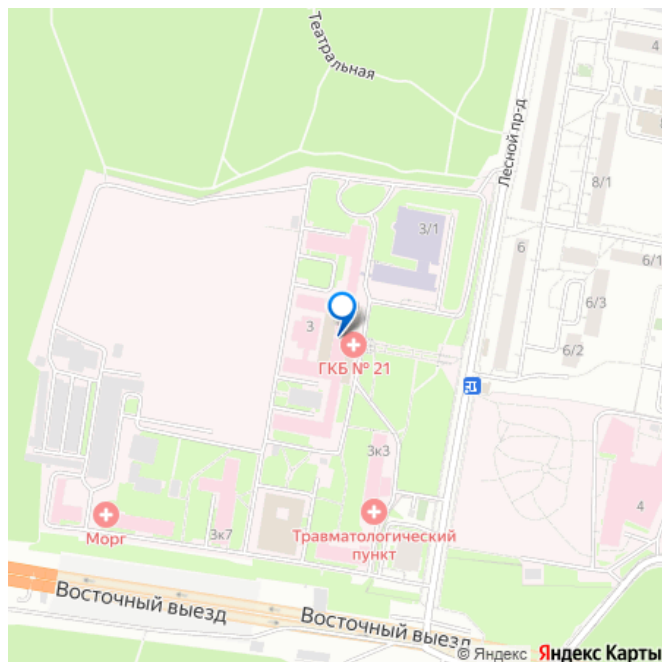 Театральная
4
Лесной пр-д
8/1
3/1
6
6/1
6/3
3
6/2
ГКБ № 21
3к3
4
Морг
3к7
Травматологический
пункт
Восточный выезд
Восточный выезд
© Яндекс Яндекс Карты